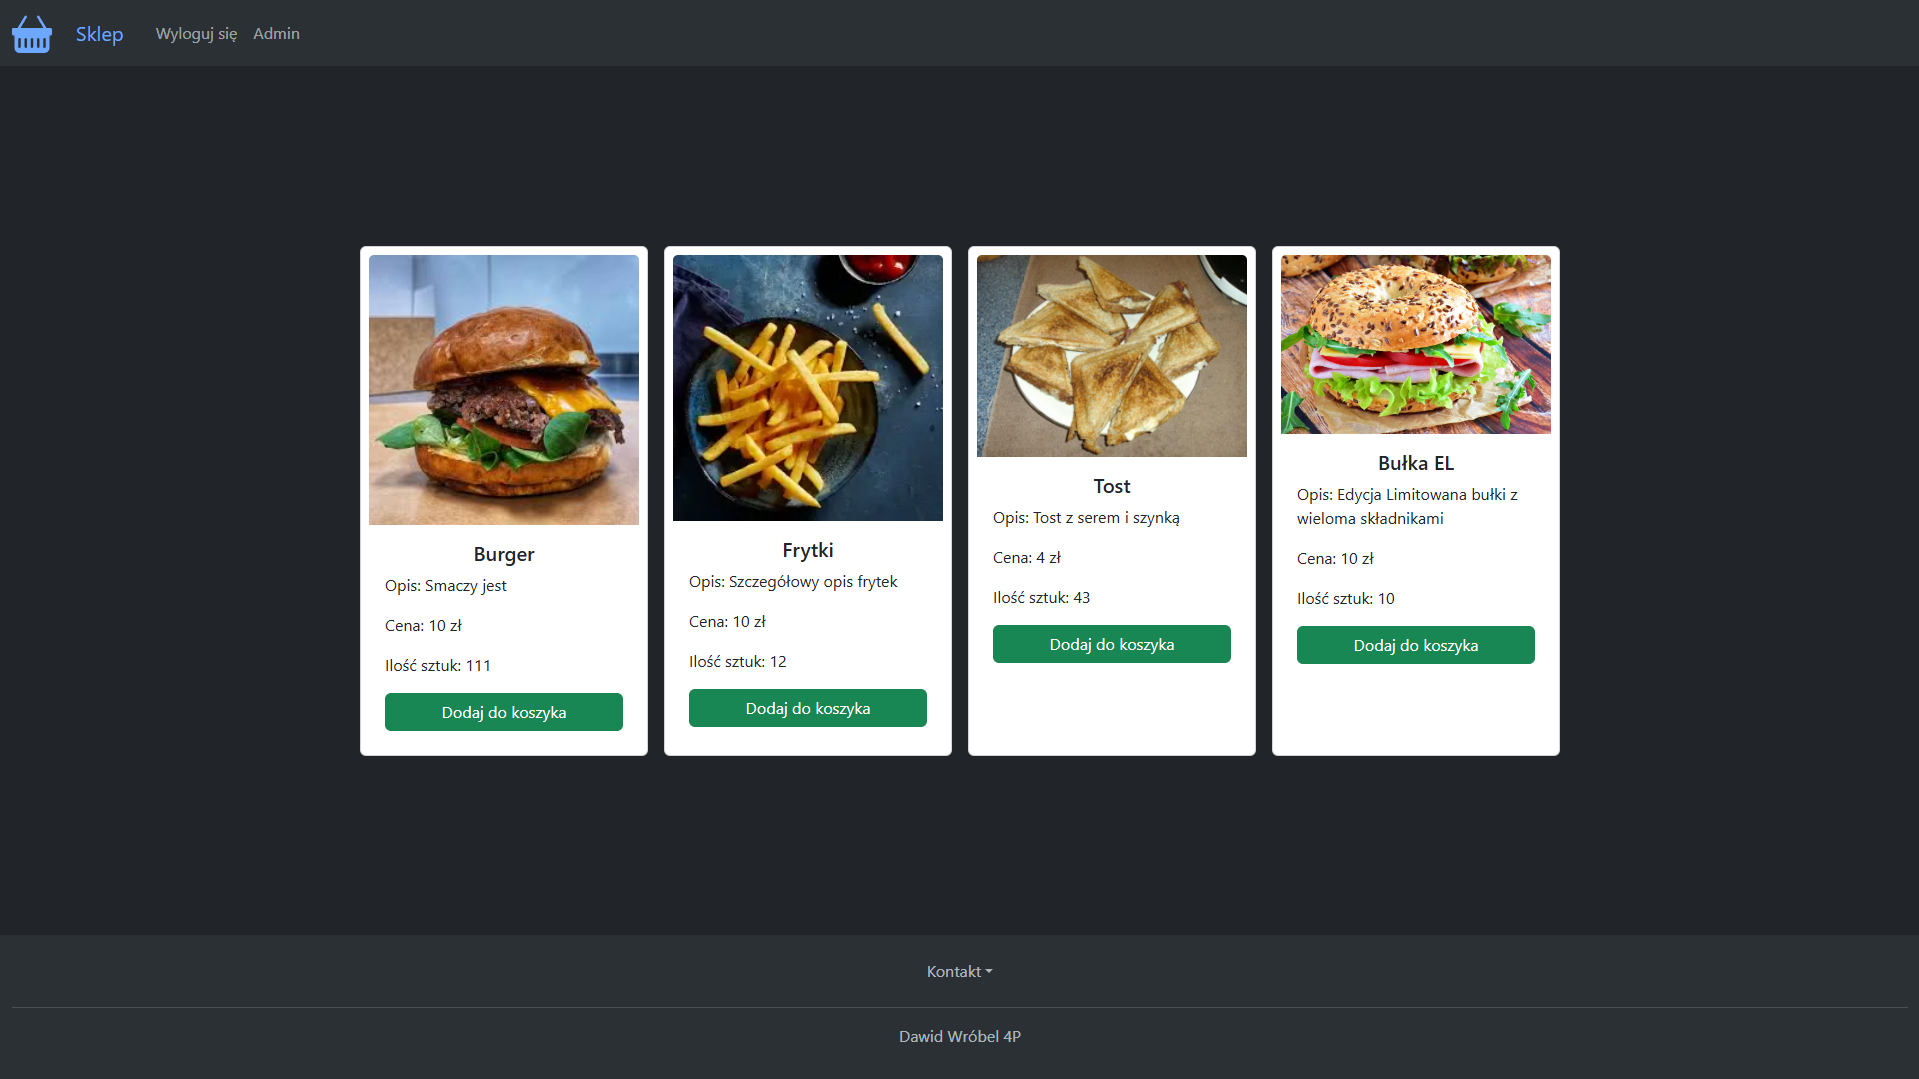 Sklep
Wyloguj się
Admin
Burger
Opis: Smaczy jest
Cena: 10 zł
Ilość sztuk: 111
Dodaj do koszyka
Frytki
Opis: Szczegółowy opis frytek
Cena: 10 zł
Ilość sztuk: 12
Dodaj do koszyka
Tost
Opis: Tost z serem i szynką
Cena: 4 zł
Ilość sztuk: 43
Dodaj do koszyka
Bułka EL
Opis: Edycja Limitowana bułki z
wieloma składnikami
Cena: 10 zł
Ilość sztuk: 10
Dodaj do koszyka
Kontakt
Dawid Wróbel 4P